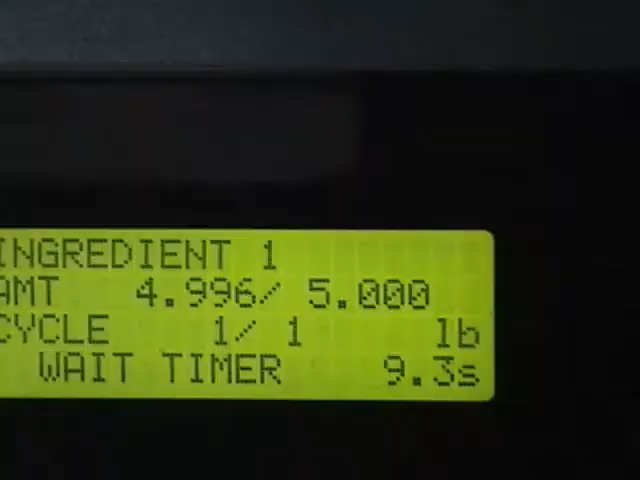 INGREDIENT 1
AMT 4.996/ 5.000
CYCLE 1/ 1 lb
WAIT TIMER 9.3s